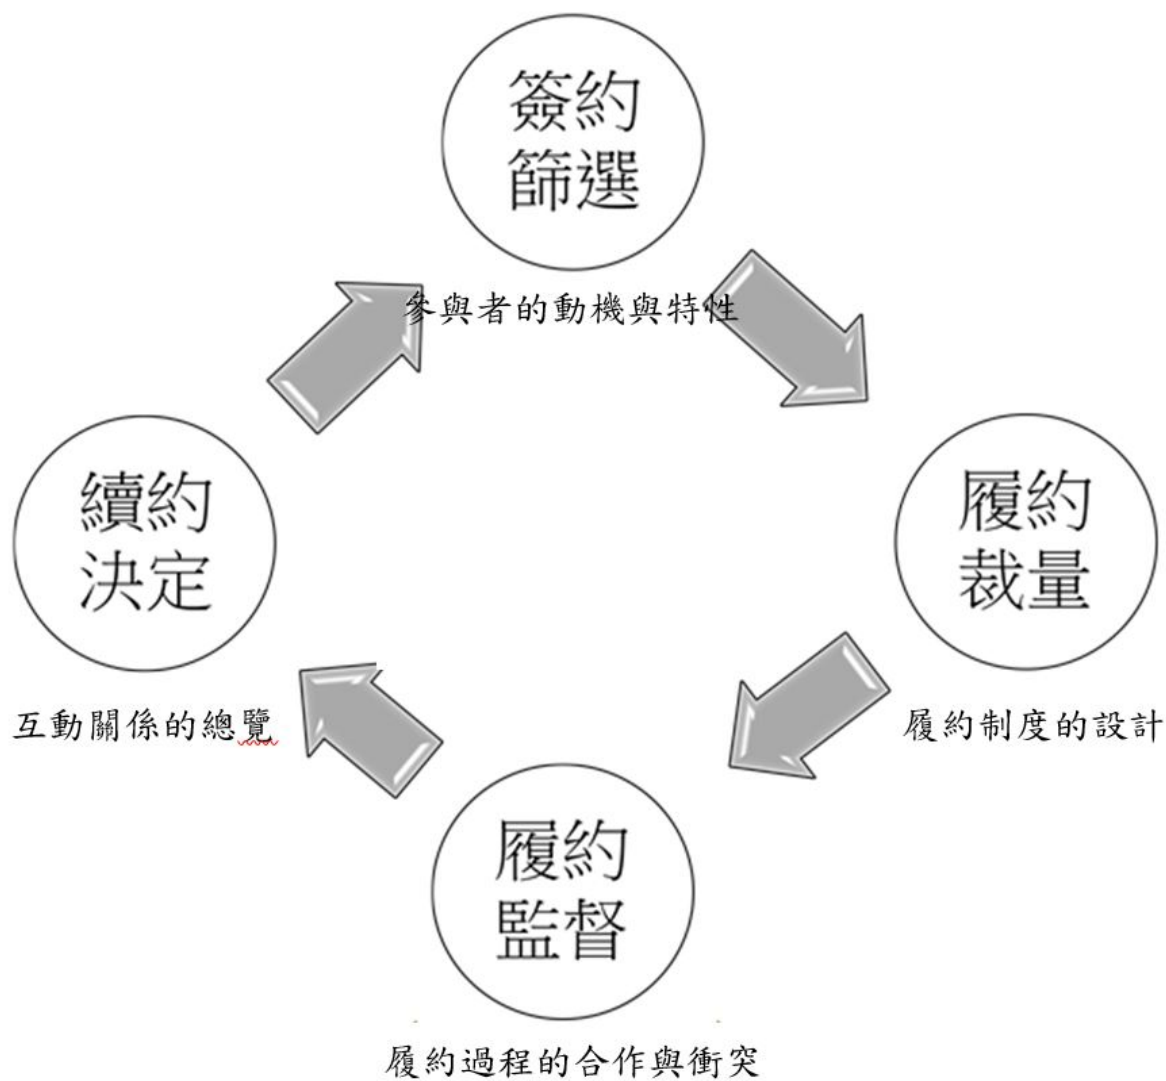 簽約
篩選
參與者的動機與特性
續約
決定
履約
裁量
互動關係的總覽
履約制度的設計
履約
監督
履約過程的合作與衝突